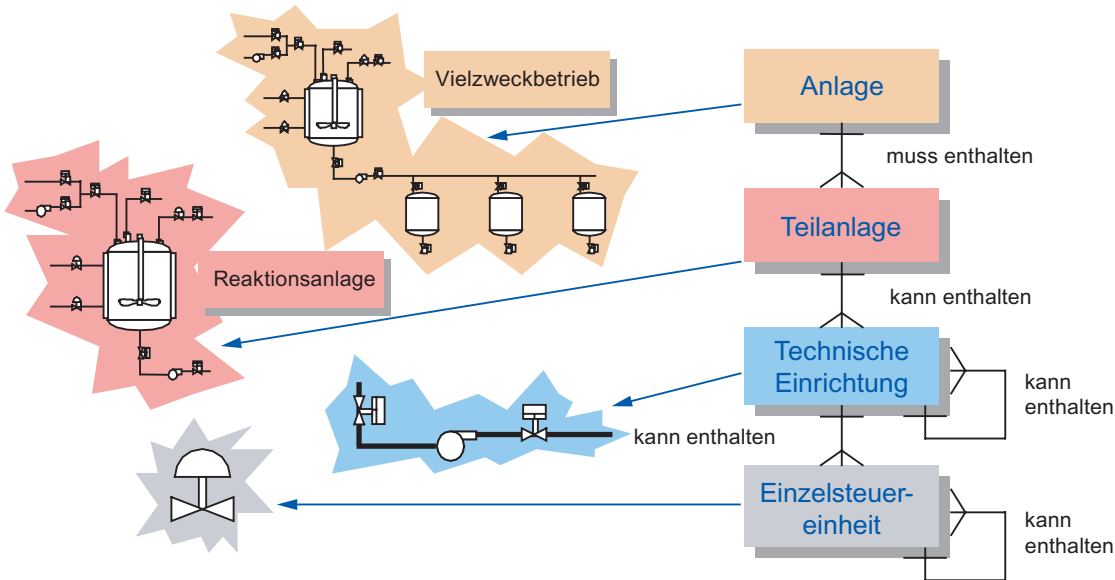 Vielzweckbetrieb
Anlage
muss enthalten
Teilanlage
Reaktionsanlage
kann enthalten
Technische
Einrichtung
kann
enthalten
kann enthalten
Einzelsteuer-
einheit
kann
enthalten